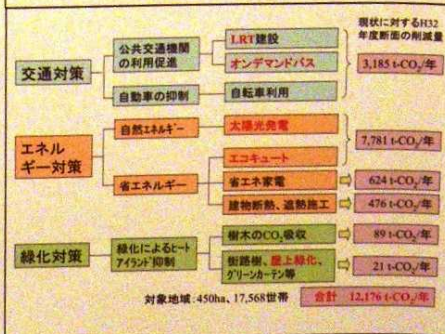 現状に対するH32
年度断面の削減量
交通対策
公共交通機関
の利用促進
LRT建設
オンデマンドバス
3,185 t-CO2/年
自動車の抑制
自転車利用
エネル
ギー対策
自然エネルギー
太陽光発電
7,781 t-CO2/年
省エネルギー
エコキュート
省エネ家電
624 t-CO2/年
建物断熱、遮熱施工
476 t-CO2/年
緑化対策
緑化によるヒート
アイランド抑制
樹木のCO2吸収
89 t-CO2/年
街路樹、屋上緑化、
グリーンカーテン等
21 t-CO2/年
対象地域:450ha、17,568世帯
合計 12,176 t-CO2/年